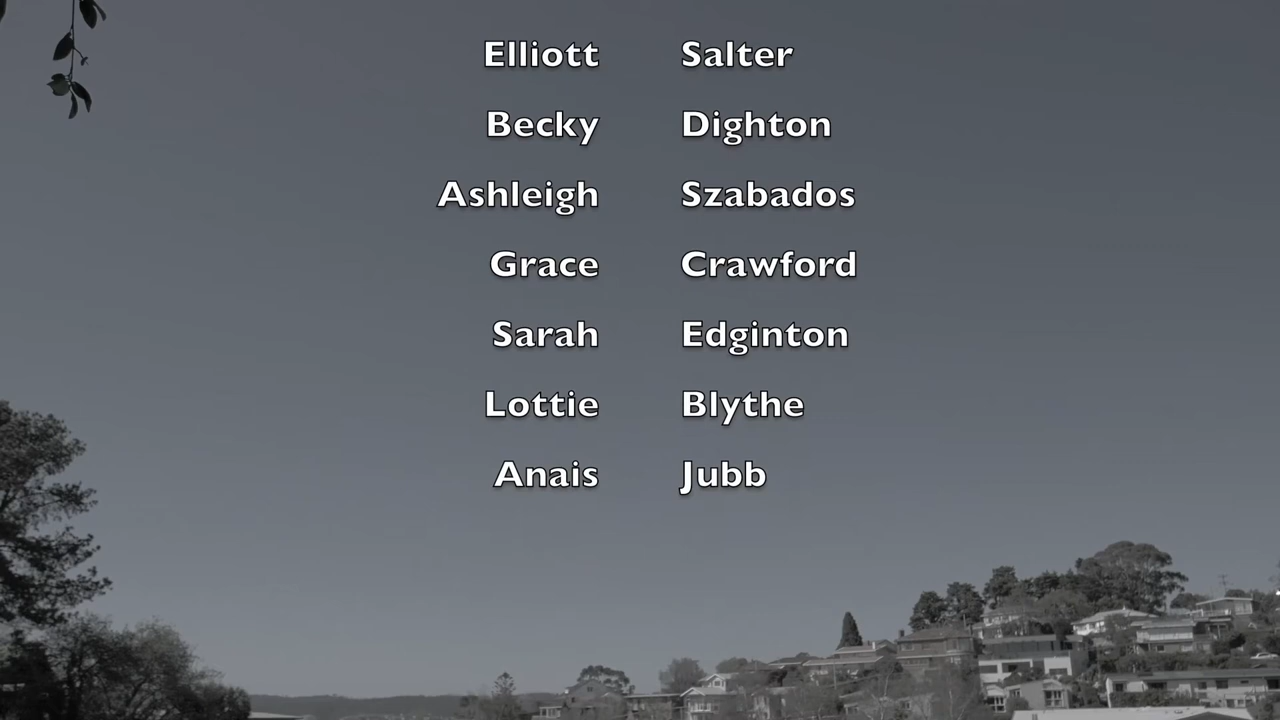 Elliott Salter
Becky Dighton
Ashleigh Szabados
Grace Crawford
Sarah Edginton
Lottie Blythe
Anais Jubb